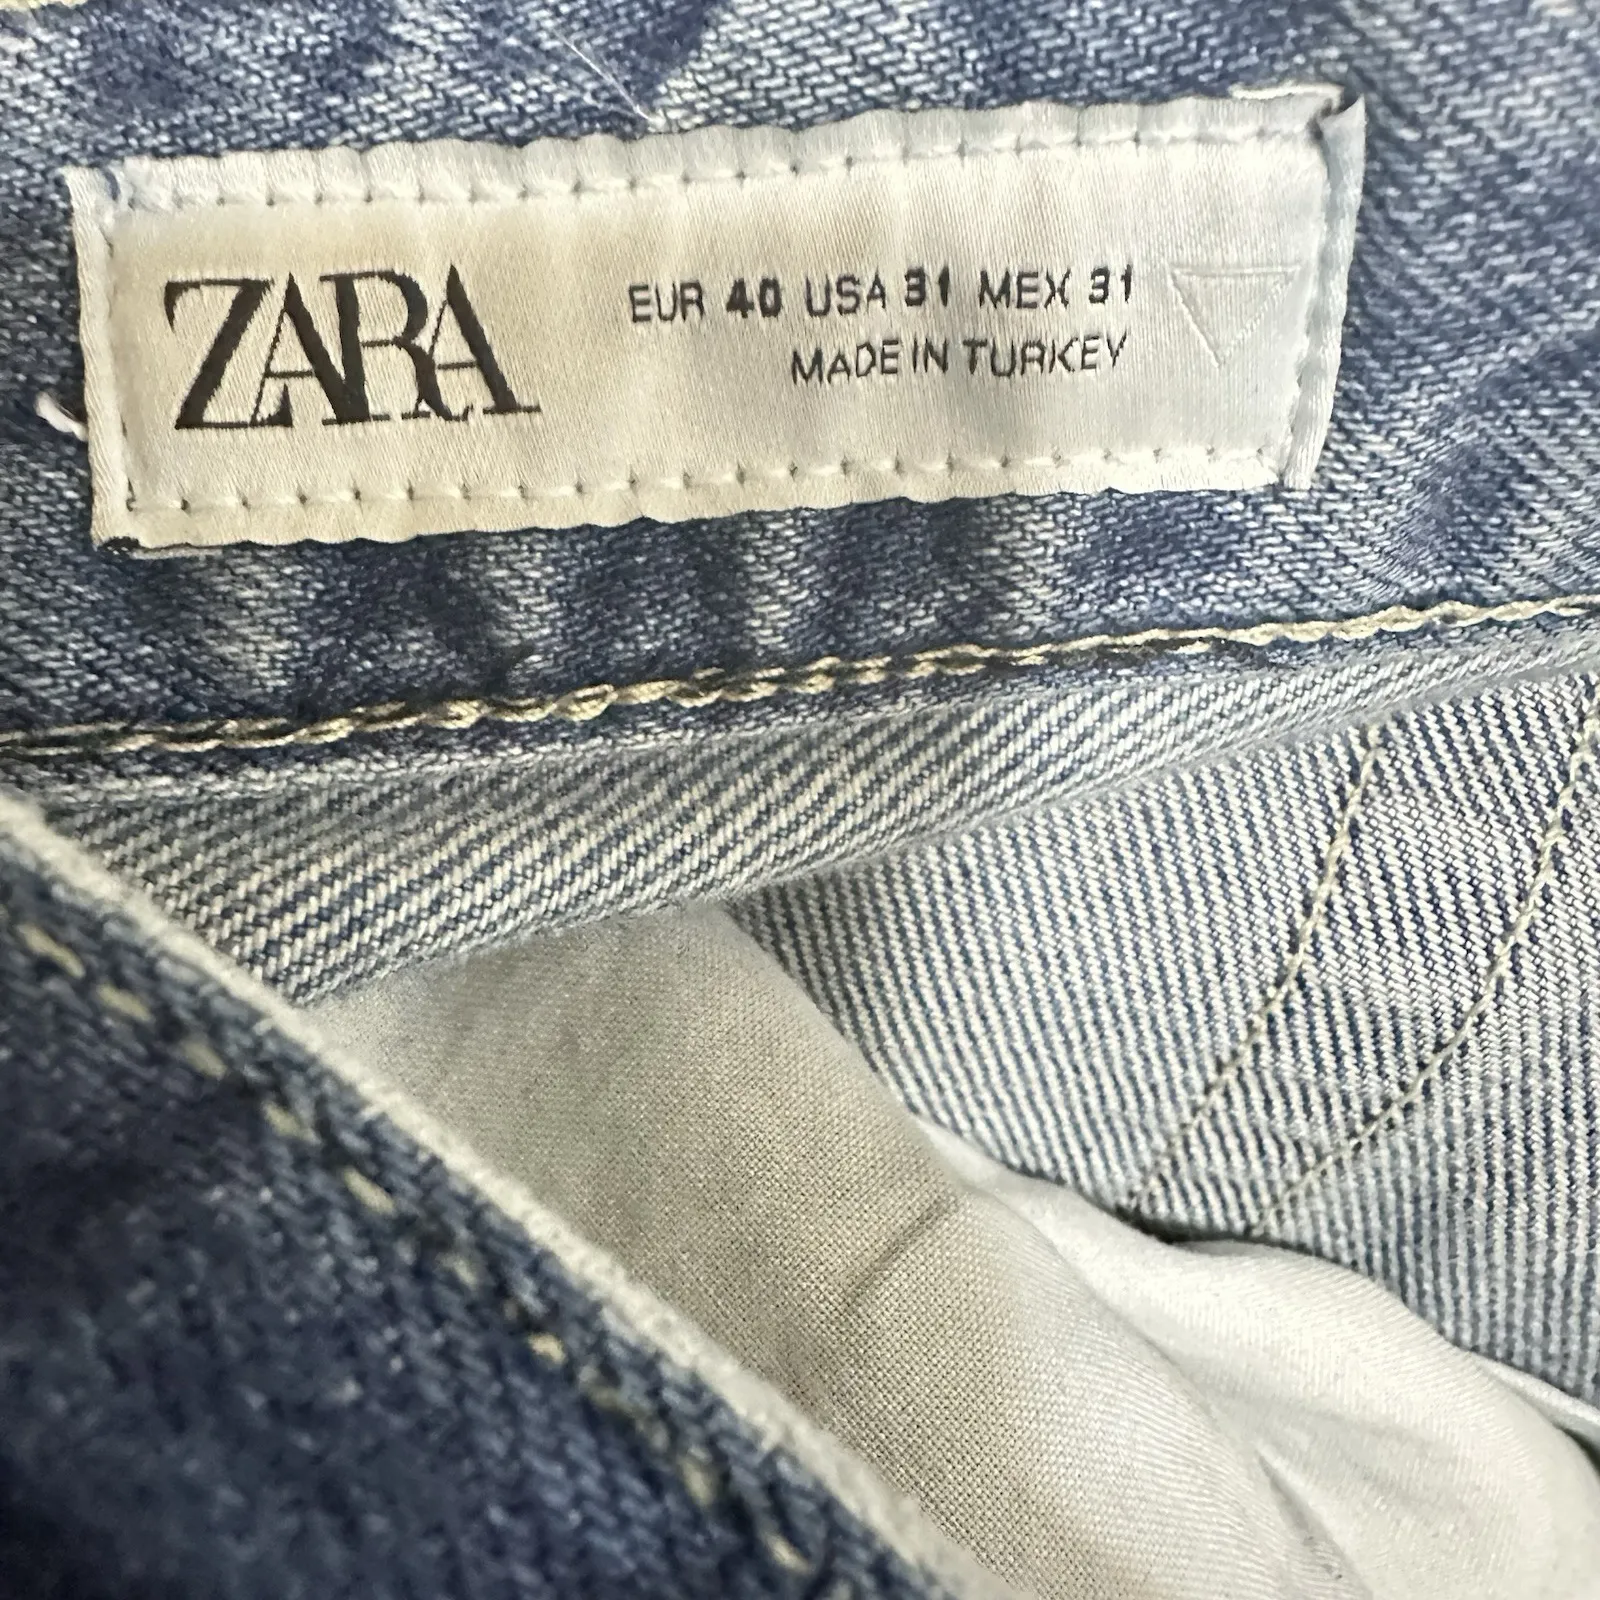 ZARA
EUR 40 USA 31 MEX 31
MADE IN TURKEY